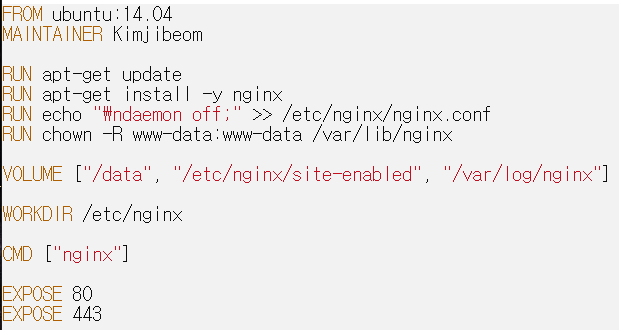 FROM ubuntu:14.04
MAINTAINER Kimjibeom
RUN apt-get update
RUN apt-get install -y nginx
RUN echo "₩ndaemon off;" >> /etc/nginx/nginx.conf
RUN chown -R www-data:www-data /var/lib/nginx
VOLUME ["/data", "/etc/nginx/site-enabled", "/var/log/nginx"]
WORKDIR /etc/nginx
CMD ["nginx"]
EXPOSE 80
EXPOSE 443